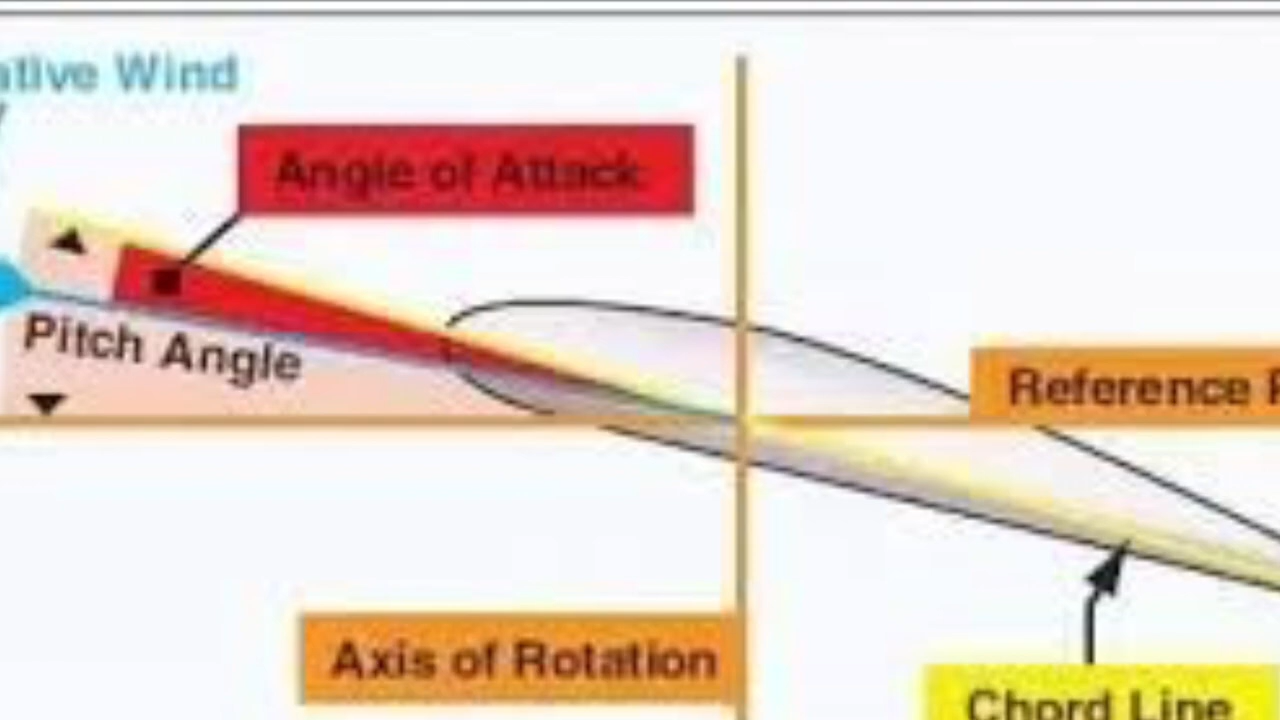 ative Wind
Angle of Attack
Pitch Angle
Reference
Axis of Rotation
Chord Line